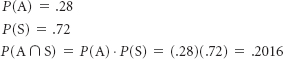 P(A) = .28
P(S) = .72
P(A ∩ S) = P(A) · P(S) = (.28)(.72) = .2016